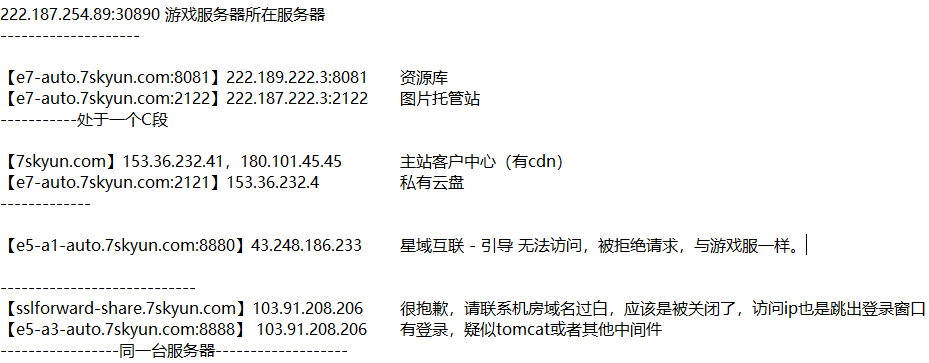 222.187.254.89:30890 游戏服务器所在服务器
--------------------
【e7-auto.7skyun.com:8081】222.189.222.3:8081 资源库
【e7-auto.7skyun.com:2122】222.187.222.3:2122 图片托管站
-----------处于一个C段
【7skyun.com】153.36.232.41，180.101.45.45 主站客户中心（有cdn）
【e7-auto.7skyun.com:2121】153.36.232.4 私有云盘
-------------
【e5-a1-auto.7skyun.com:8880】43.248.186.233 星域互联 - 引导 无法访问，被拒绝请求，与游戏服一样。
----------------------------
【sslforward-share.7skyun.com】103.91.208.206 很抱歉，请联系机房域名过白，应该是被关闭了，访问ip也是跳出登录窗口
【e5-a3-auto.7skyun.com:8888】 103.91.208.206 有登录，疑似tomcat或者其他中间件
-----------------同一台服务器-------------------